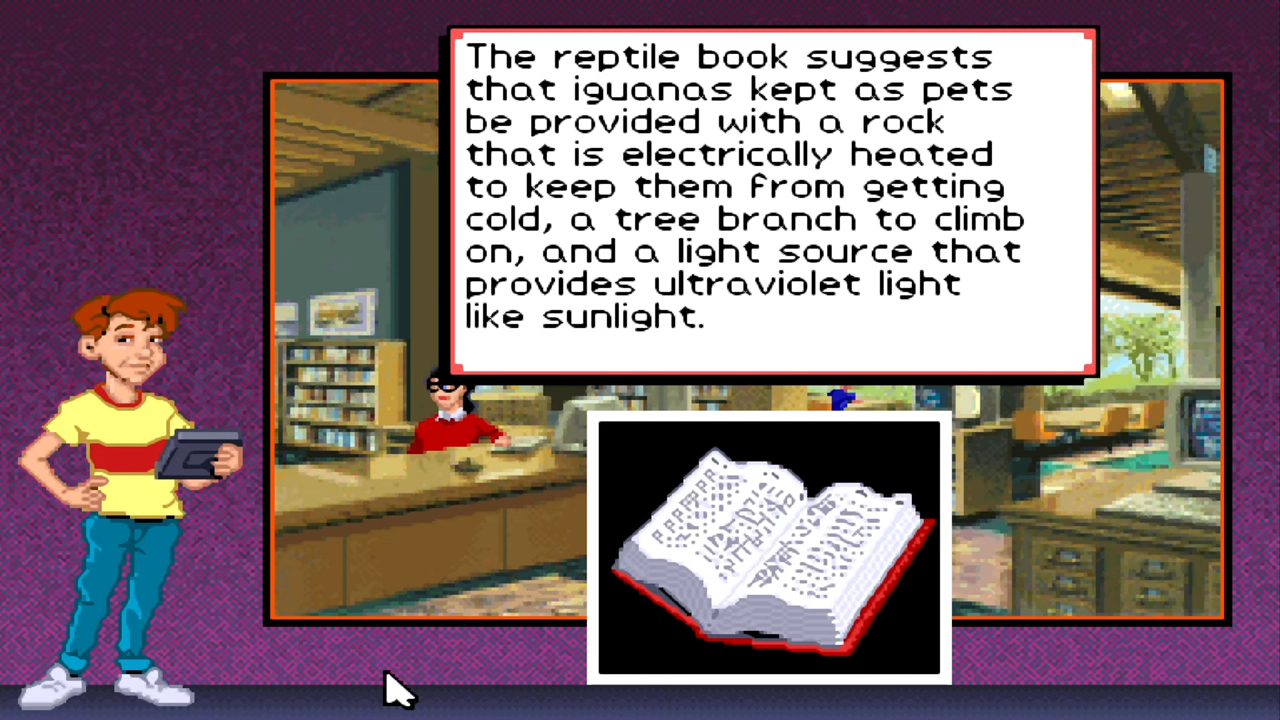 The reptile book suggests
that iguanas kept as pets
be provided with a rock
that is electrically heated
to keep them from getting
cold, a tree branch to climb
on, and a light source that
provides ultraviolet light
like sunlight.